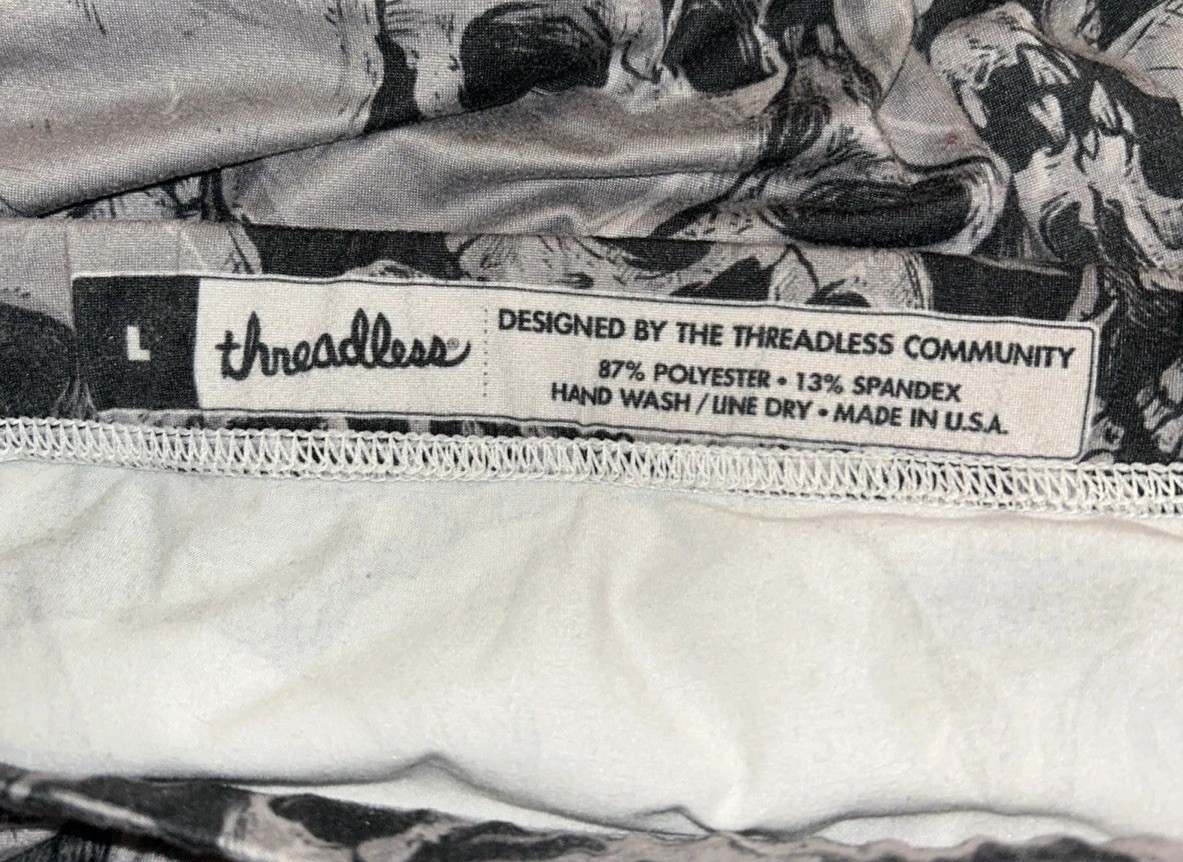 L
threadless®
DESIGNED BY THE THREADLESS COMMUNITY
87% POLYESTER • 13% SPANDEX
HAND WASH / LINE DRY • MADE IN U.S.A.